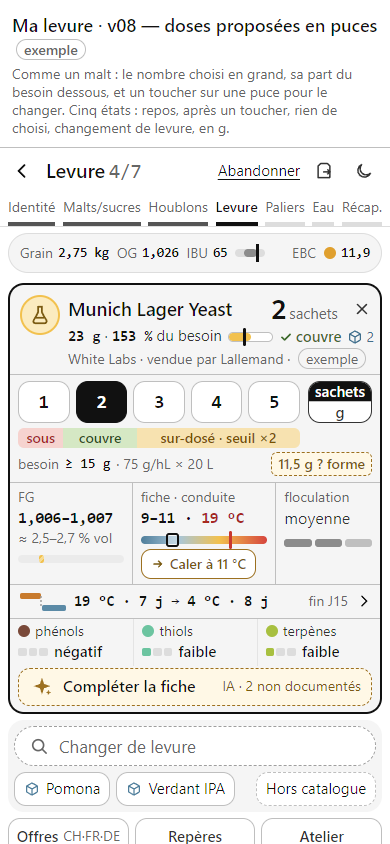 Ma levure · v08 — doses proposées en puces
exemple
Comme un malt : le nombre choisi en grand, sa part du
besoin dessous, et un toucher sur une puce pour le
changer. Cinq états : repos, après un toucher, rien de
choisi, changement de levure, en g.
Levure 4/7 Abandonner
Identité Malts/sucres Houblons Levure Paliers Eau Récap.
Grain 2,75 kg OG 1,026 IBU 65 EBC 11,9
Munich Lager Yeast 2 sachets
23 g · 153 % du besoin couvre 2
White Labs · vendue par Lallemand · exemple
1 2 3 4 5 sachets
g
sous couvre sur-dosé · seuil ×2
besoin ≥ 15 g · 75 g/hL × 20 L 11,5 g ? forme
FG fiche · conduite floculation
1,006–1,007 9–11 · 19 °C moyenne
≈ 2,5–2,7 % vol
→ Caler à 11 °C
19 °C · 7 j → 4 °C · 8 j fin J15
phénols thiols terpènes
négatif faible faible
Compléter la fiche IA · 2 non documentés
Changer de levure
Pomona Verdant IPA Hors catalogue
Offres CH·FR·DE Repères Atelier